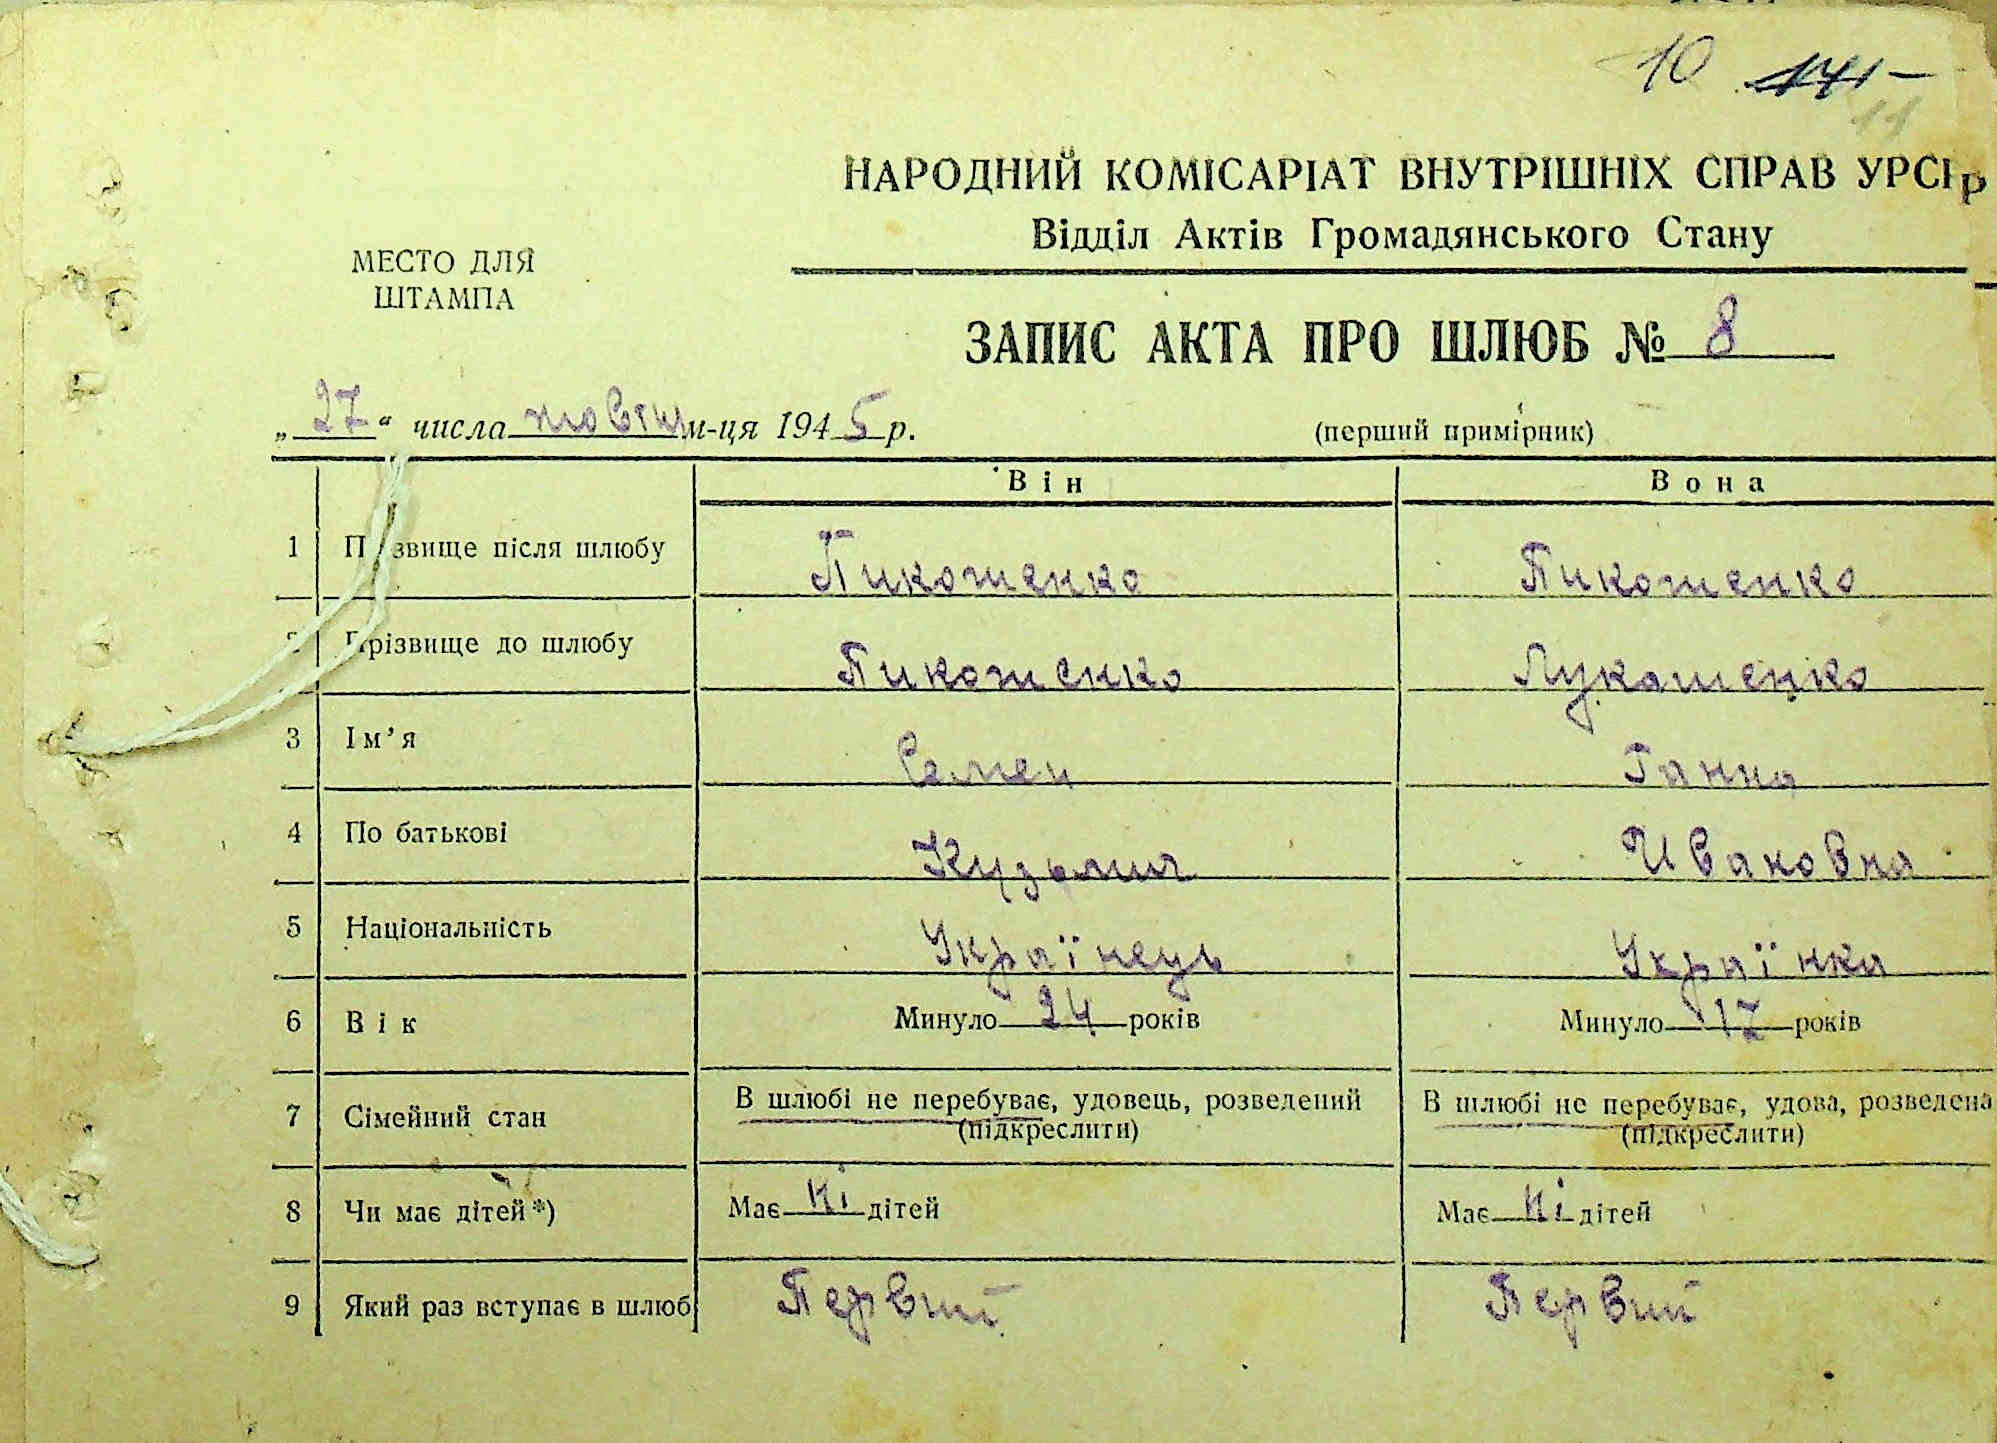 10
11
НАРОДНИЙ КОМІСАРІАТ ВНУТРІШНІХ СПРАВ УРСР
Відділ Актів Громадянського Стану
МЕСТО ДЛЯ
ШТАМПА
ЗАПИС АКТА ПРО ШЛЮБ № 8
„27“ числа жовтня м-ця 1945 р.
(перший примірник)
Він Вона
1 Прізвище після шлюбу Пикотенко Пикотенко
2 Прізвище до шлюбу Пикотенко Лукашенко
3 Ім’я Семен Ганна
4 По батькові Кузьмич Ивановна
5 Національність Українець Українка
6 Вік Минуло 24 років Минуло 17 років
7 Сімейний стан В шлюбі не перебуває, удовець, розведений В шлюбі не перебуває, удова, розведена
(підкреслити) (підкреслити)
8 Чи має дітей*) Має ні дітей Має ні дітей
9 Який раз вступає в шлюб Первий Первий